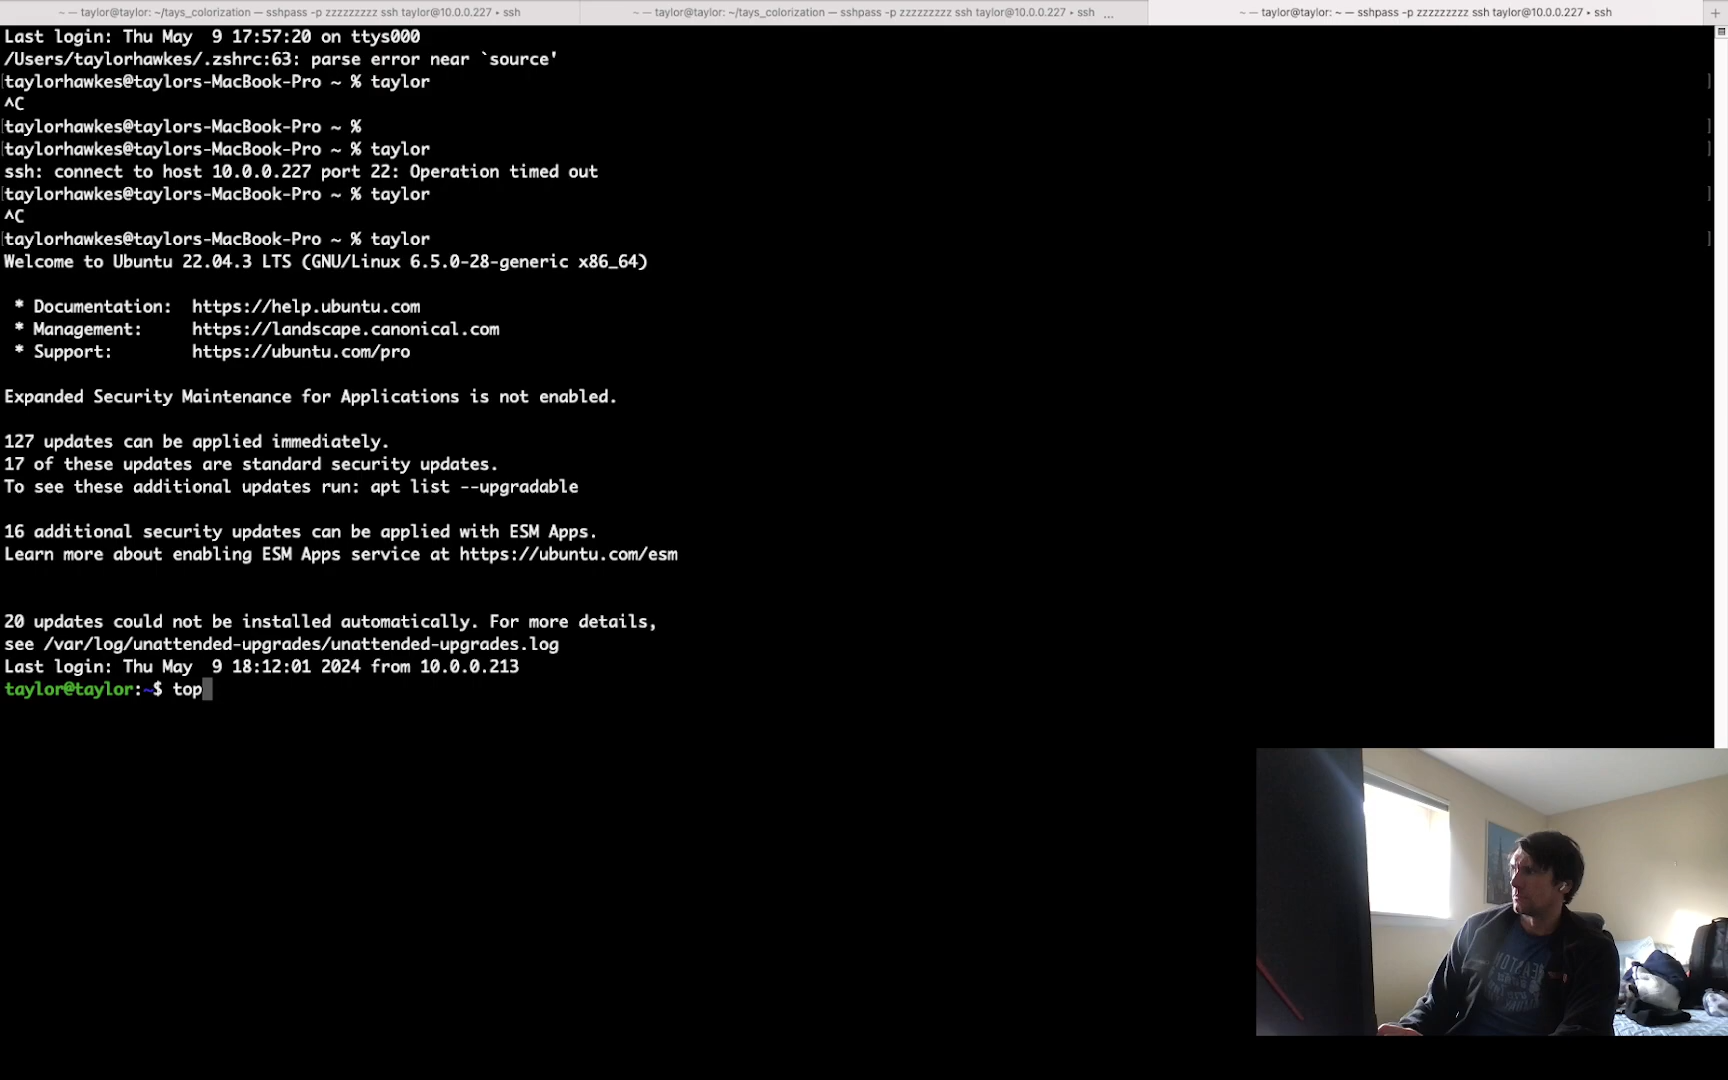 ~ — taylor@taylor: ~/tays_colorization — sshpass -p zzzzzzzzz ssh taylor@10.0.0.227 • ssh
~ — taylor@taylor: ~/tays_colorization — sshpass -p zzzzzzzzz ssh taylor@10.0.0.227 • ssh ...
~ — taylor@taylor: ~ — sshpass -p zzzzzzzzz ssh taylor@10.0.0.227 • ssh
Last login: Thu May  9 17:57:20 on ttys000
/Users/taylorhawkes/.zshrc:63: parse error near `source'
[taylorhawkes@taylors-MacBook-Pro ~ % taylor ]
^C
[taylorhawkes@taylors-MacBook-Pro ~ % ]
[taylorhawkes@taylors-MacBook-Pro ~ % taylor ]
ssh: connect to host 10.0.0.227 port 22: Operation timed out
[taylorhawkes@taylors-MacBook-Pro ~ % taylor ]
^C
[taylorhawkes@taylors-MacBook-Pro ~ % taylor ]
Welcome to Ubuntu 22.04.3 LTS (GNU/Linux 6.5.0-28-generic x86_64)
* Documentation:  https://help.ubuntu.com
* Management:     https://landscape.canonical.com
* Support:        https://ubuntu.com/pro
Expanded Security Maintenance for Applications is not enabled.
127 updates can be applied immediately.
17 of these updates are standard security updates.
To see these additional updates run: apt list --upgradable
16 additional security updates can be applied with ESM Apps.
Learn more about enabling ESM Apps service at https://ubuntu.com/esm
20 updates could not be installed automatically. For more details,
see /var/log/unattended-upgrades/unattended-upgrades.log
Last login: Thu May  9 18:12:01 2024 from 10.0.0.213
taylor@taylor:~$ top